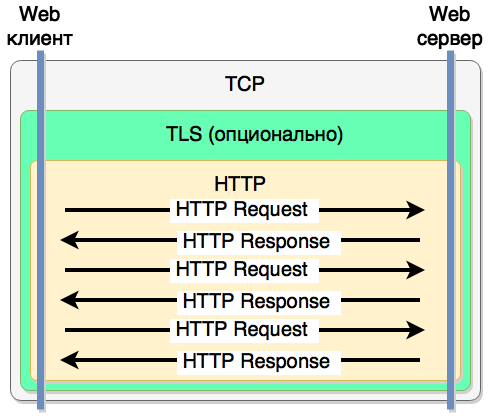 Web
клиент
Web
сервер
TCP
TLS (опционально)
HTTP
HTTP Request
HTTP Response
HTTP Request
HTTP Response
HTTP Request
HTTP Response